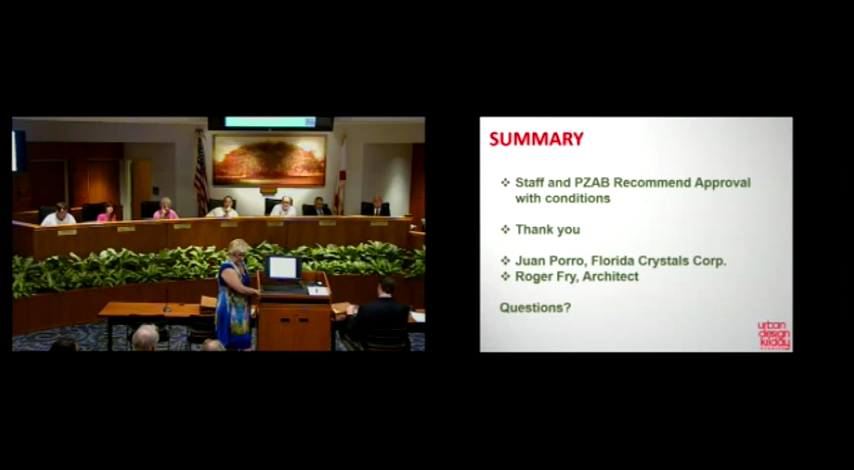 SUMMARY
❖ Staff and PZAB Recommend Approval
with conditions
❖ Thank you
❖ Juan Porro, Florida Crystals Corp.
❖ Roger Fry, Architect
Questions?
urban
design
kilday